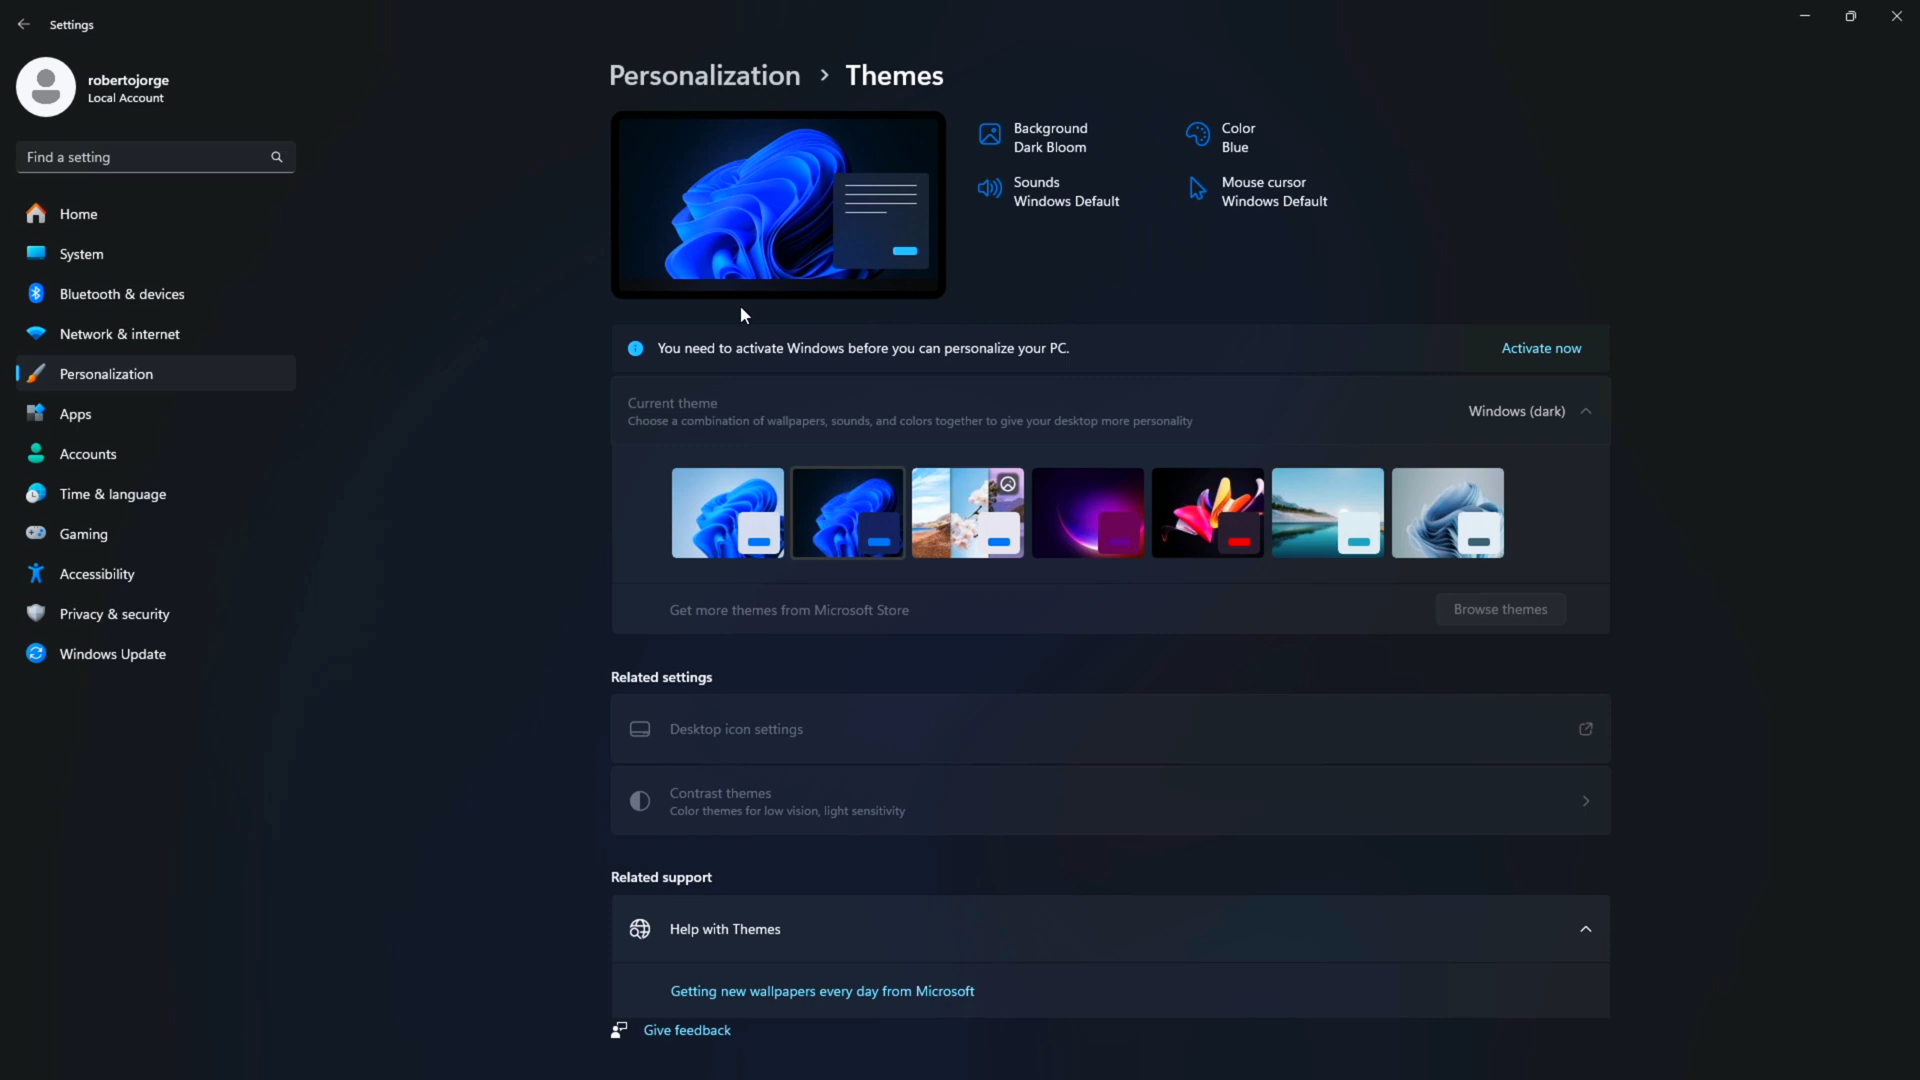 Settings
robertojorge
Local Account
Find a setting
Home
System
Bluetooth & devices
Network & internet
Personalization
Apps
Accounts
Time & language
Gaming
Accessibility
Privacy & security
Windows Update
Personalization > Themes
Background
Dark Bloom
Color
Blue
Sounds
Windows Default
Mouse cursor
Windows Default
You need to activate Windows before you can personalize your PC.
Activate now
Current theme
Choose a combination of wallpapers, sounds, and colors together to give your desktop more personality
Windows (dark)
Get more themes from Microsoft Store
Browse themes
Related settings
Desktop icon settings
Contrast themes
Color themes for low vision, light sensitivity
Related support
Help with Themes
Getting new wallpapers every day from Microsoft
Give feedback